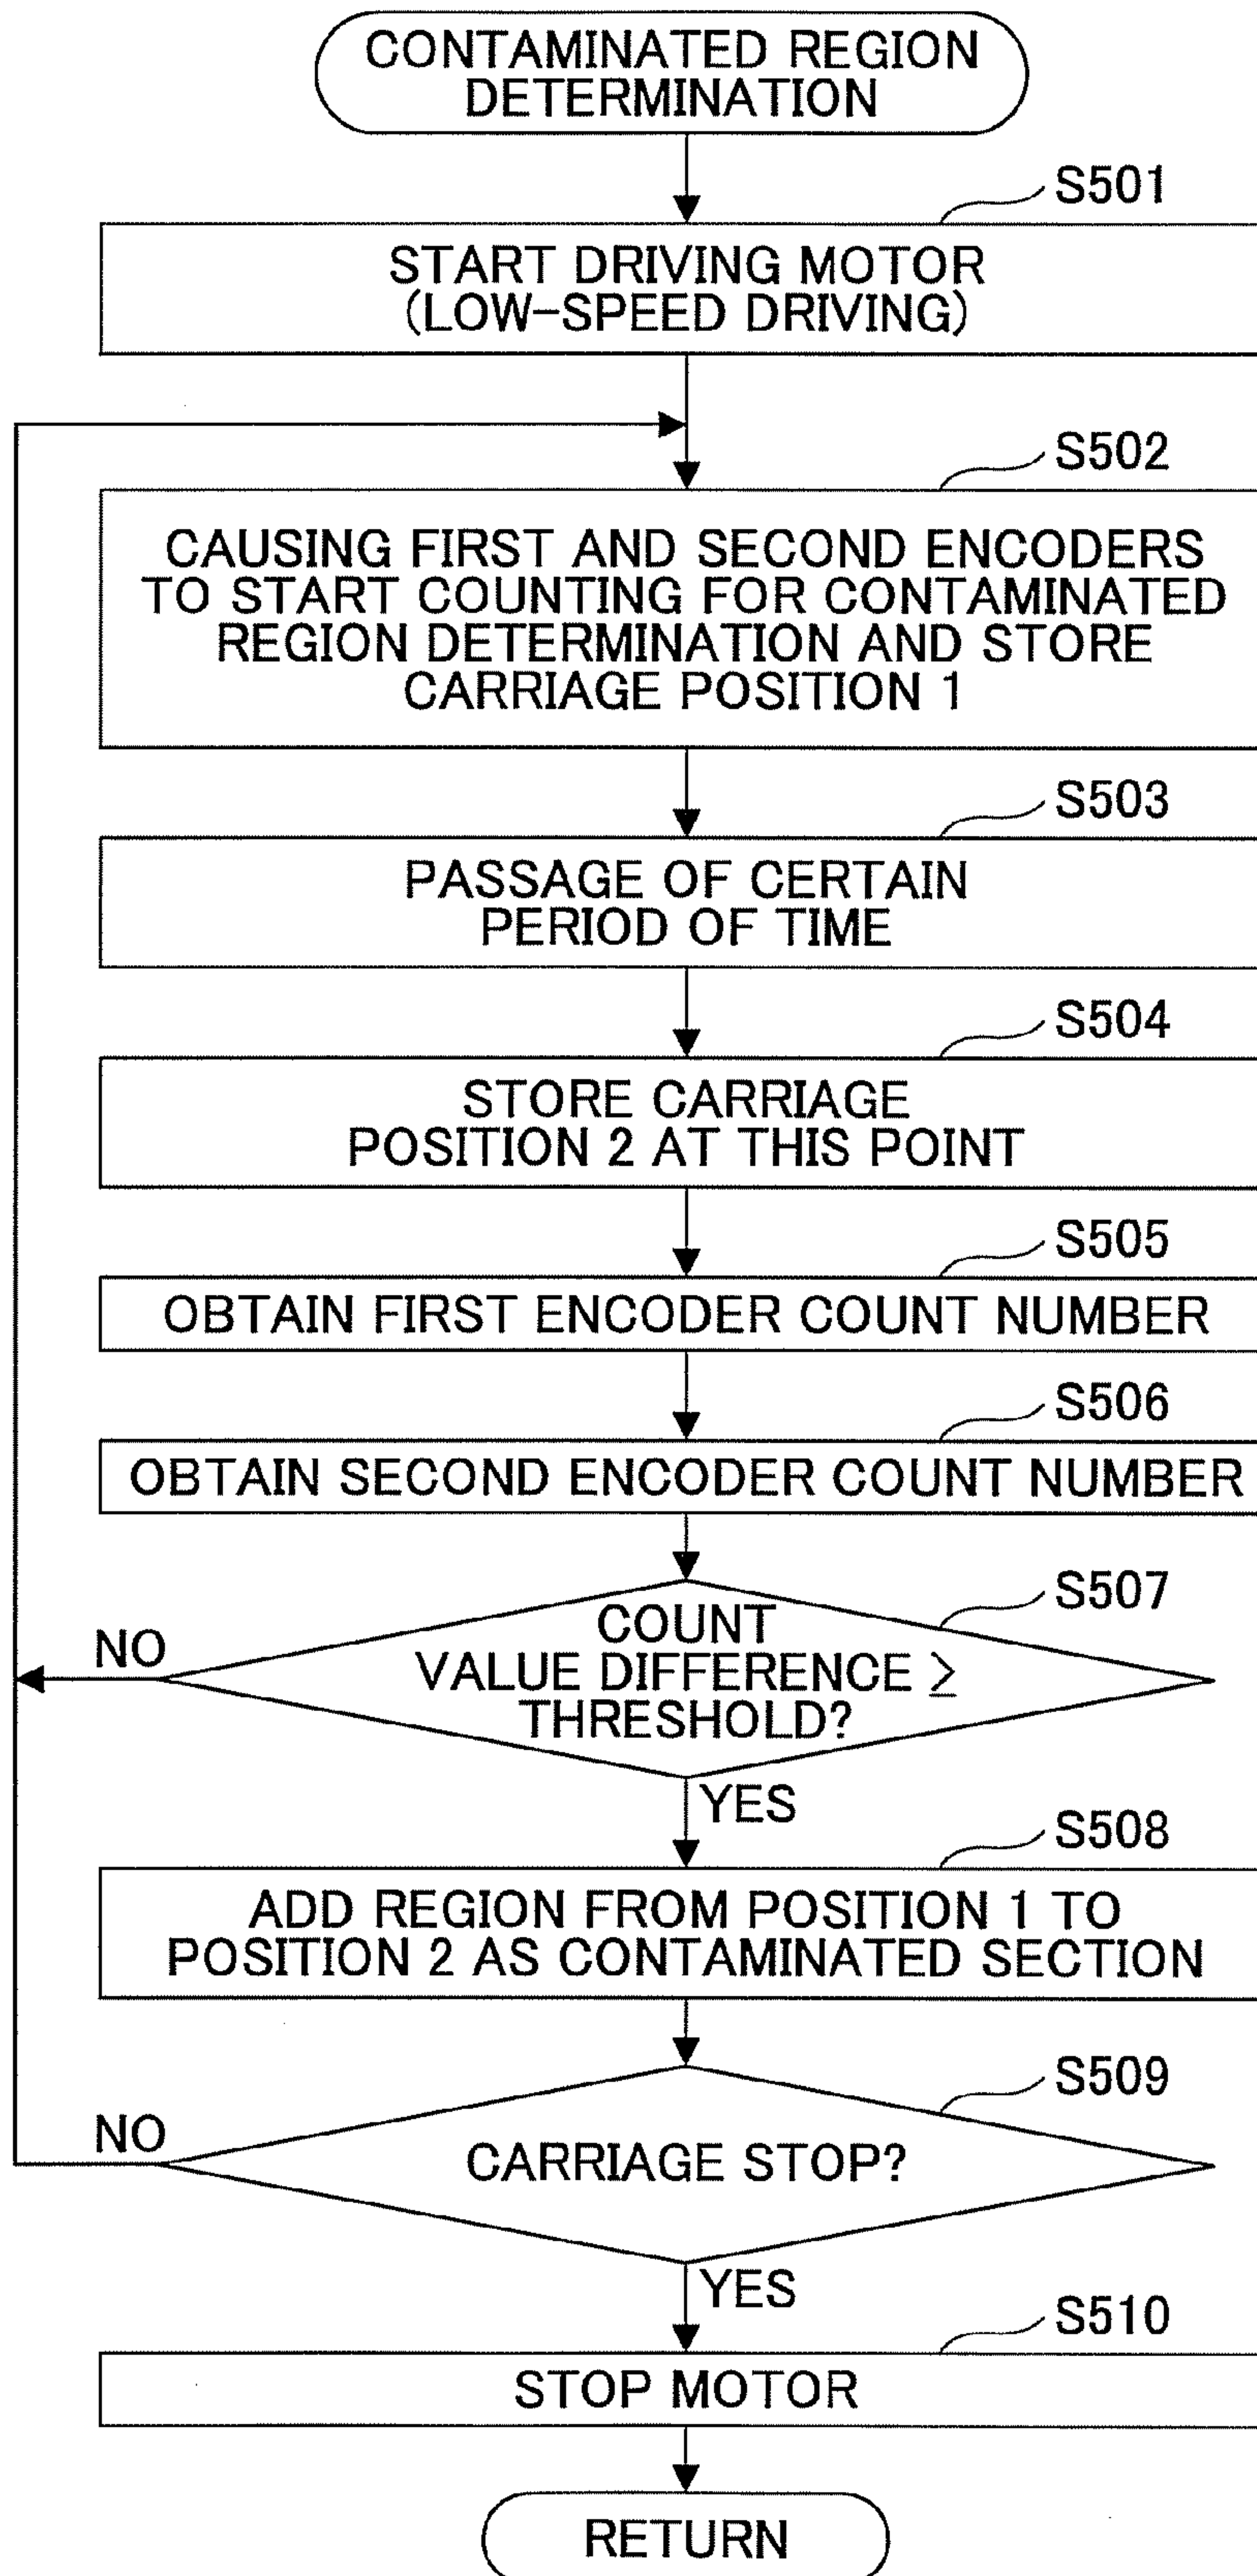 CONTAMINATED REGION
DETERMINATION
S501
START DRIVING MOTOR
(LOW-SPEED DRIVING)
S502
CAUSING FIRST AND SECOND ENCODERS
TO START COUNTING FOR CONTAMINATED
REGION DETERMINATION AND STORE
CARRIAGE POSITION 1
S503
PASSAGE OF CERTAIN
PERIOD OF TIME
S504
STORE CARRIAGE
POSITION 2 AT THIS POINT
S505
OBTAIN FIRST ENCODER COUNT NUMBER
S506
OBTAIN SECOND ENCODER COUNT NUMBER
S507
COUNT
VALUE DIFFERENCE ≥
THRESHOLD?
NO
YES
S508
ADD REGION FROM POSITION 1 TO
POSITION 2 AS CONTAMINATED SECTION
S509
CARRIAGE STOP?
NO
YES
S510
STOP MOTOR
RETURN